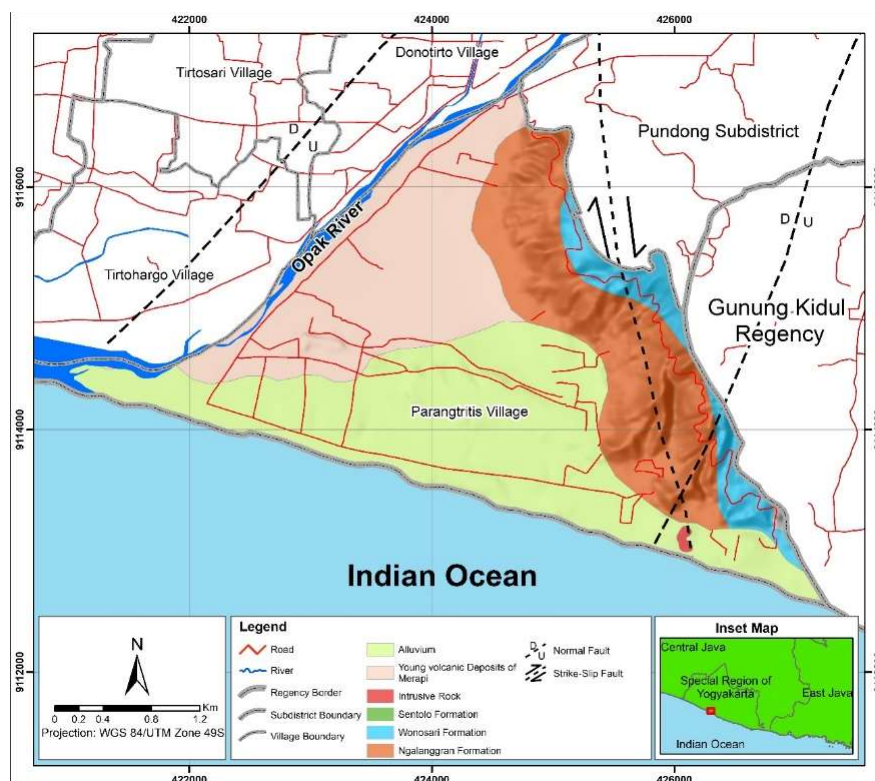 422000
424000
426000
Donotirto Village
Tirtosari Village
D
U
Pundong Subdistrict
9116000
Opak River
D
U
Tirtohargo Village
Gunung Kidul
Regency
9114000
Parangtritis Village
Indian Ocean
N
0 0.2 0.4 0.8 1.2
Km
Projection: WGS 84/UTM Zone 49S
Legend
Road
River
Regency Border
Subdistrict Boundary
Village Boundary
Alluvium
Young volcanic Deposits of
Merapi
Intrusive Rock
Sentolo Formation
Wonosari Formation
Ngalanggran Formation
D
U
Normal Fault
Strike-Slip Fault
Inset Map
Central Java
Special Region of
Yogyakarta
East Java
Indian Ocean
9112000
422000
424000
426000